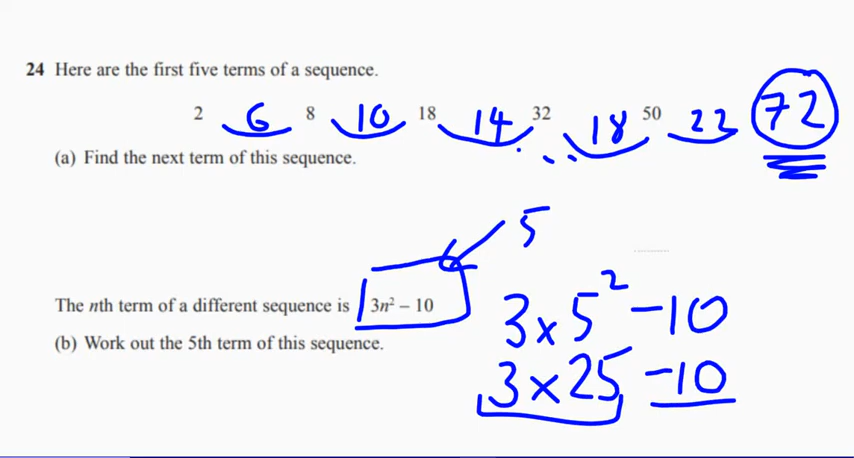 24 Here are the first five terms of a sequence.
2 6 8 10 18 14 32 18 50 22 72
(a) Find the next term of this sequence.
5
The nth term of a different sequence is 3n² – 10
3 × 5² – 10
(b) Work out the 5th term of this sequence.
3 × 25 – 10